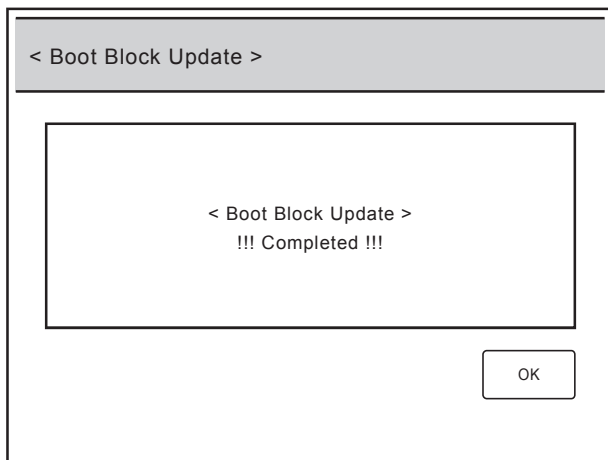 < Boot Block Update >
< Boot Block Update >
!!! Completed !!!
OK